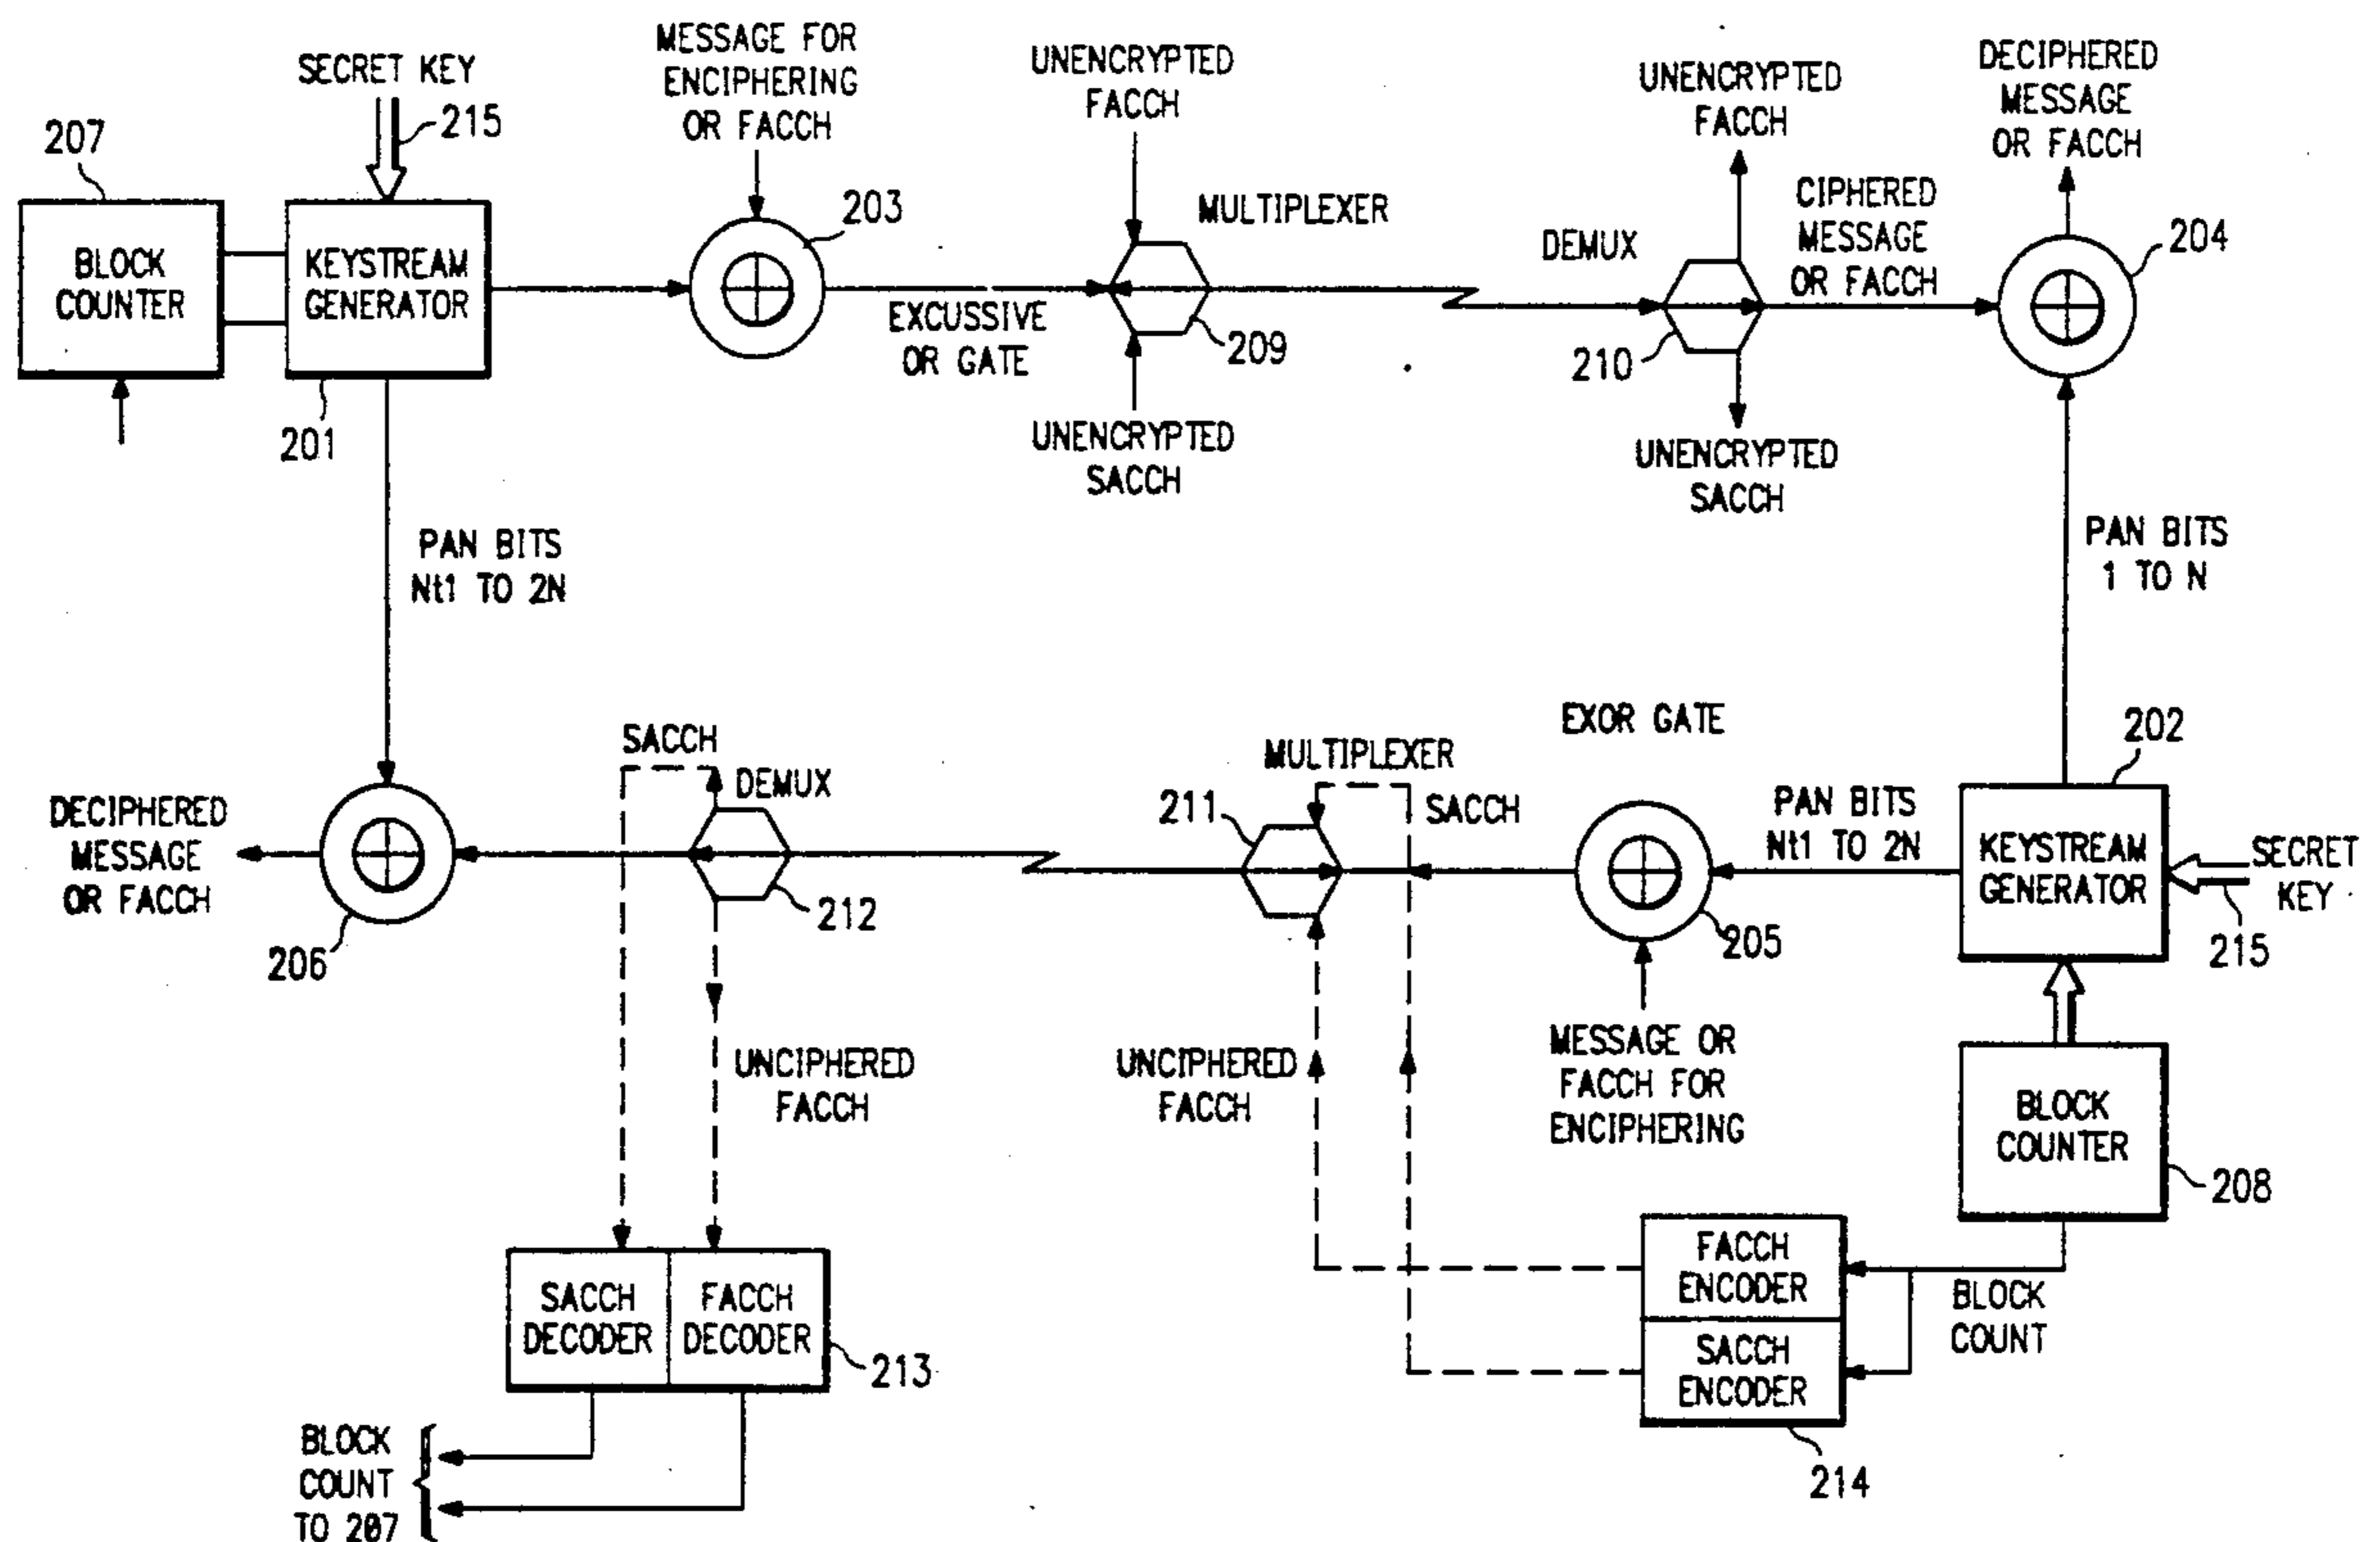 SECRET KEY
215
207
BLOCK
COUNTER
KEYSTREAM
GENERATOR
201
MESSAGE FOR
ENCIPHERING
OR FACCH
203
EXCUSSIVE
OR GATE
UNENCRYPTED
FACCH
MULTIPLEXER
209
UNENCRYPTED
SACCH
UNENCRYPTED
FACCH
DEMUX
210
CIPHERED
MESSAGE
OR FACCH
UNENCRYPTED
SACCH
DECIPHERED
MESSAGE
OR FACCH
204
PAN BITS
Nt1 TO 2N
PAN BITS
1 TO N
DECIPHERED
MESSAGE
OR FACCH
206
SACCH
DEMUX
212
UNCIPHERED
FACCH
MULTIPLEXER
211
SACCH
UNCIPHERED
FACCH
EXOR GATE
205
MESSAGE OR
FACCH FOR
ENCIPHERING
PAN BITS
Nt1 TO 2N
202
KEYSTREAM
GENERATOR
SECRET
KEY
215
BLOCK
COUNTER
208
SACCH
DECODER
FACCH
DECODER
213
BLOCK
COUNT
TO 207
FACCH
ENCODER
SACCH
ENCODER
214
BLOCK
COUNT